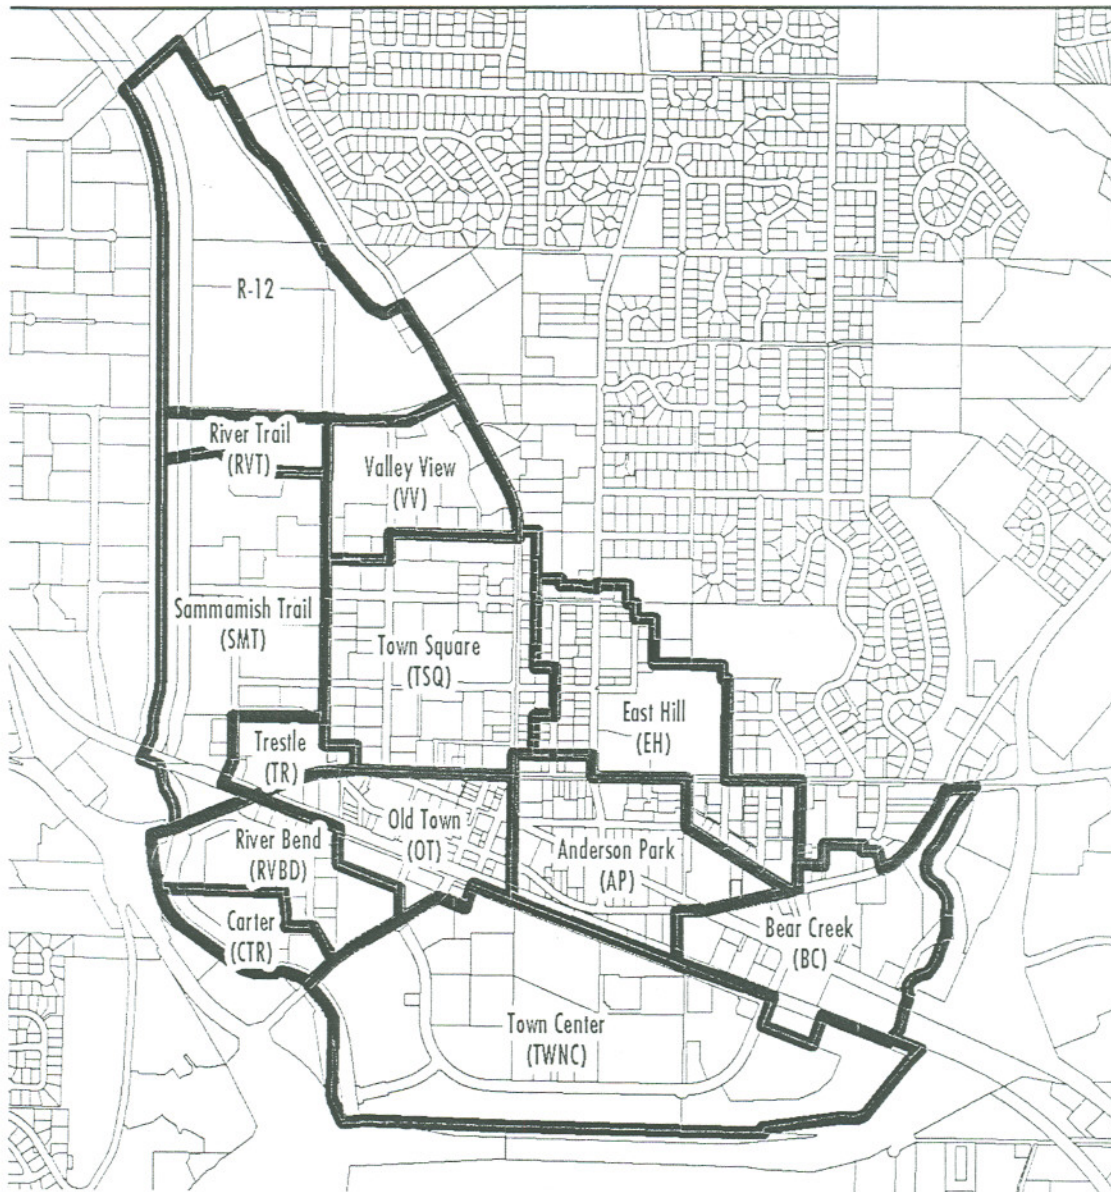 R-12
River Trail
(RVT)
Valley View
(VV)
Sammamish Trail
(SMT)
Town Square
(TSQ)
East Hill
(EH)
Trestle
(TR)
Old Town
(OT)
River Bend
(RVBD)
Anderson Park
(AP)
Carter
(CTR)
Bear Creek
(BC)
Town Center
(TWNC)